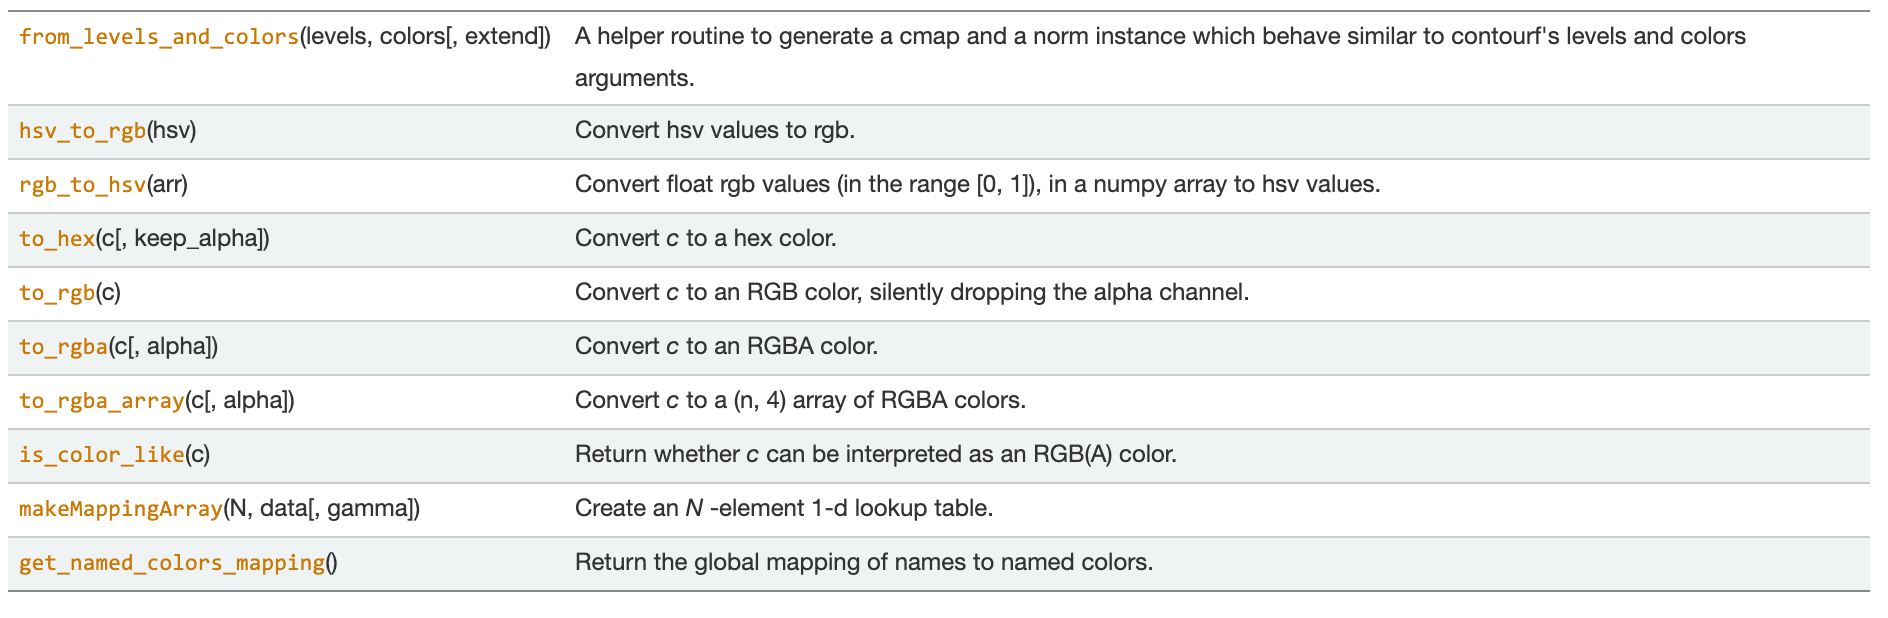 from_levels_and_colors(levels, colors[, extend]) A helper routine to generate a cmap and a norm instance which behave similar to contourf's levels and colors
arguments.
hsv_to_rgb(hsv) Convert hsv values to rgb.
rgb_to_hsv(arr) Convert float rgb values (in the range [0, 1]), in a numpy array to hsv values.
to_hex(c[, keep_alpha]) Convert c to a hex color.
to_rgb(c) Convert c to an RGB color, silently dropping the alpha channel.
to_rgba(c[, alpha]) Convert c to an RGBA color.
to_rgba_array(c[, alpha]) Convert c to a (n, 4) array of RGBA colors.
is_color_like(c) Return whether c can be interpreted as an RGB(A) color.
makeMappingArray(N, data[, gamma]) Create an N -element 1-d lookup table.
get_named_colors_mapping() Return the global mapping of names to named colors.